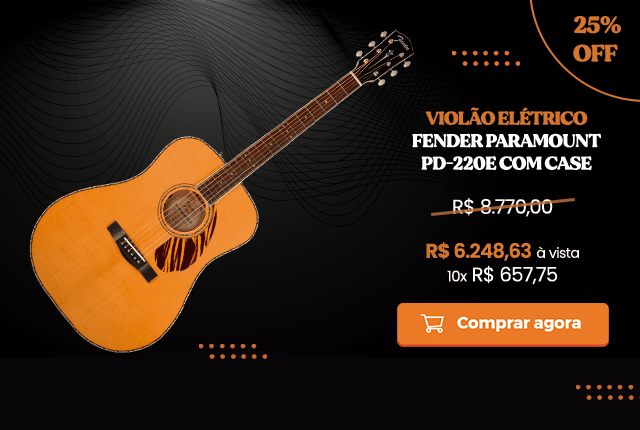 25%
OFF
Fender
VIOLÃO ELÉTRICO
FENDER PARAMOUNT
PD-220E COM CASE
R$ 8.770,00
R$ 6.248,63 à vista
10x R$ 657,75
Comprar agora